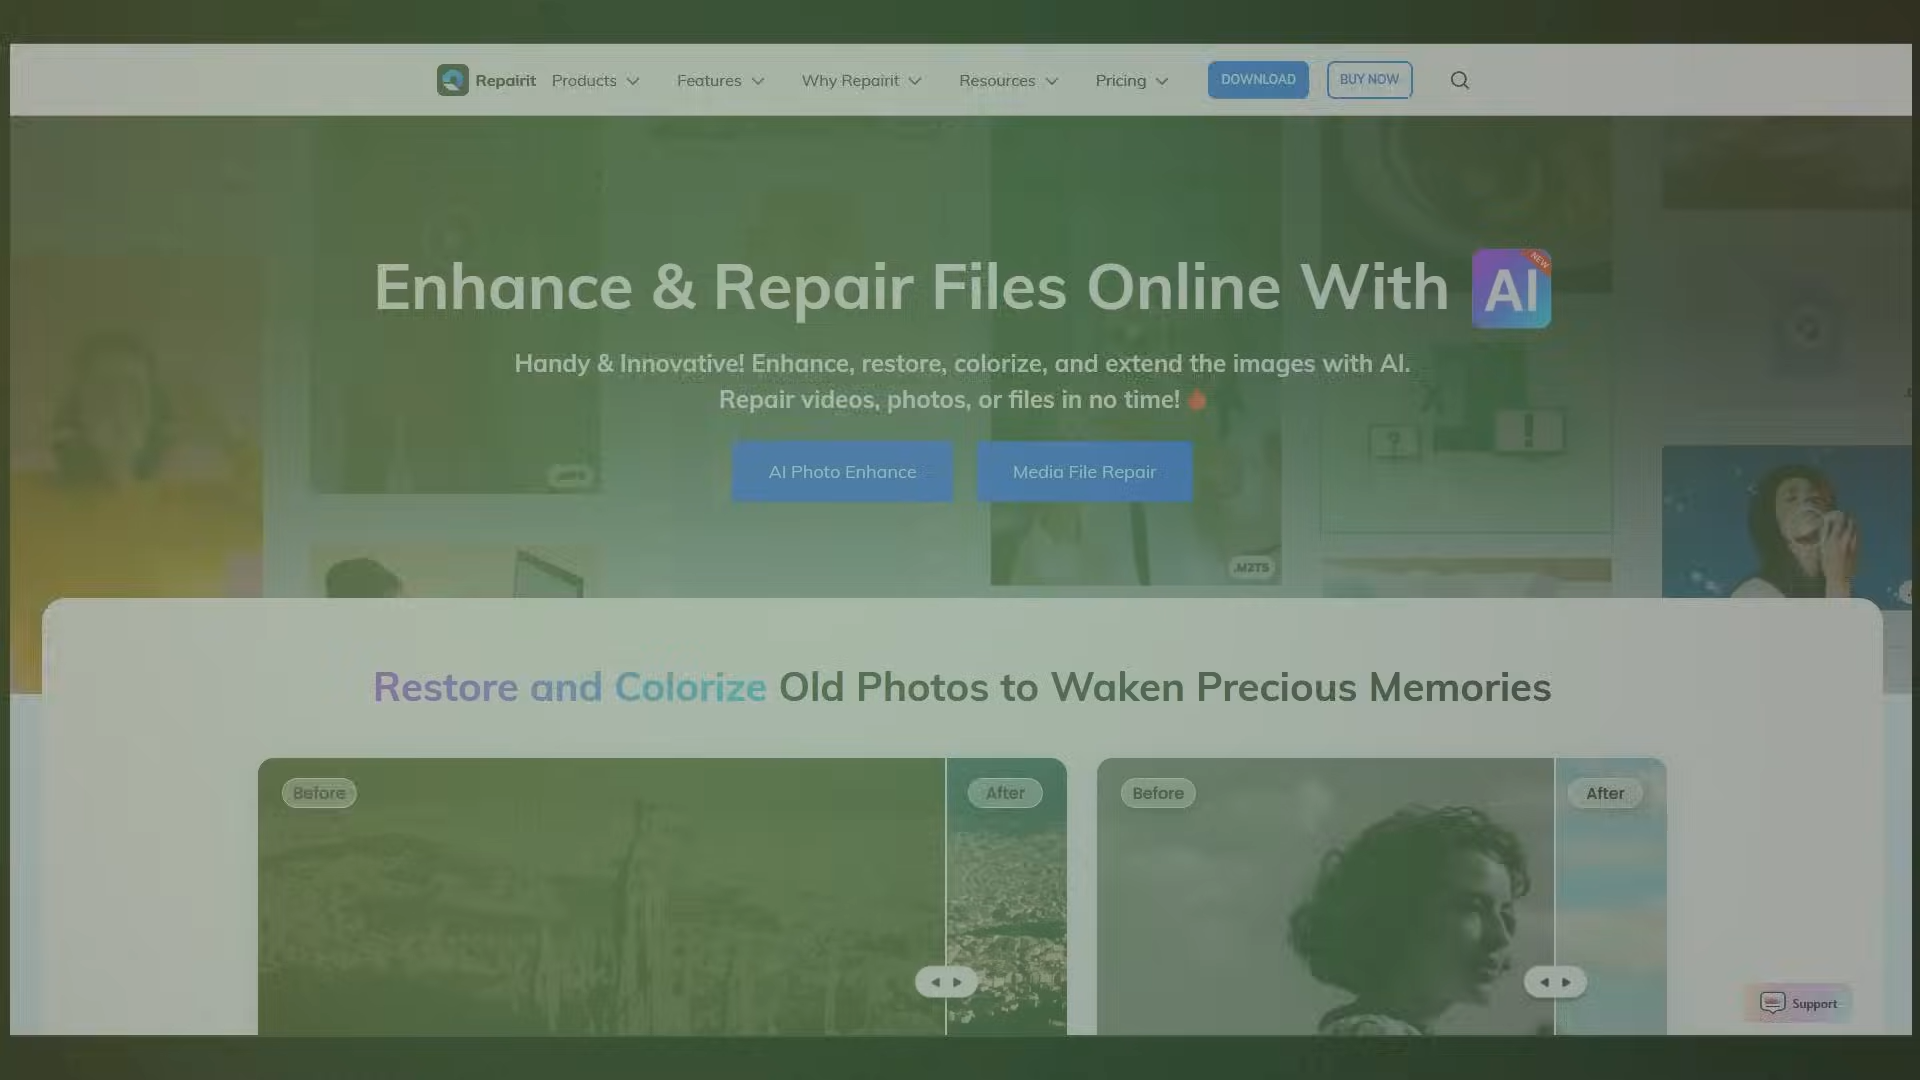 Repairit Products Features Why Repairit Resources Pricing DOWNLOAD BUY NOW
Enhance & Repair Files Online With AI
NEW
Handy & Innovative! Enhance, restore, colorize, and extend the images with AI.
Repair videos, photos, or files in no time!
AI Photo Enhance Media File Repair
? !
.M2TS
Restore and Colorize Old Photos to Waken Precious Memories
Before After Before After
Support